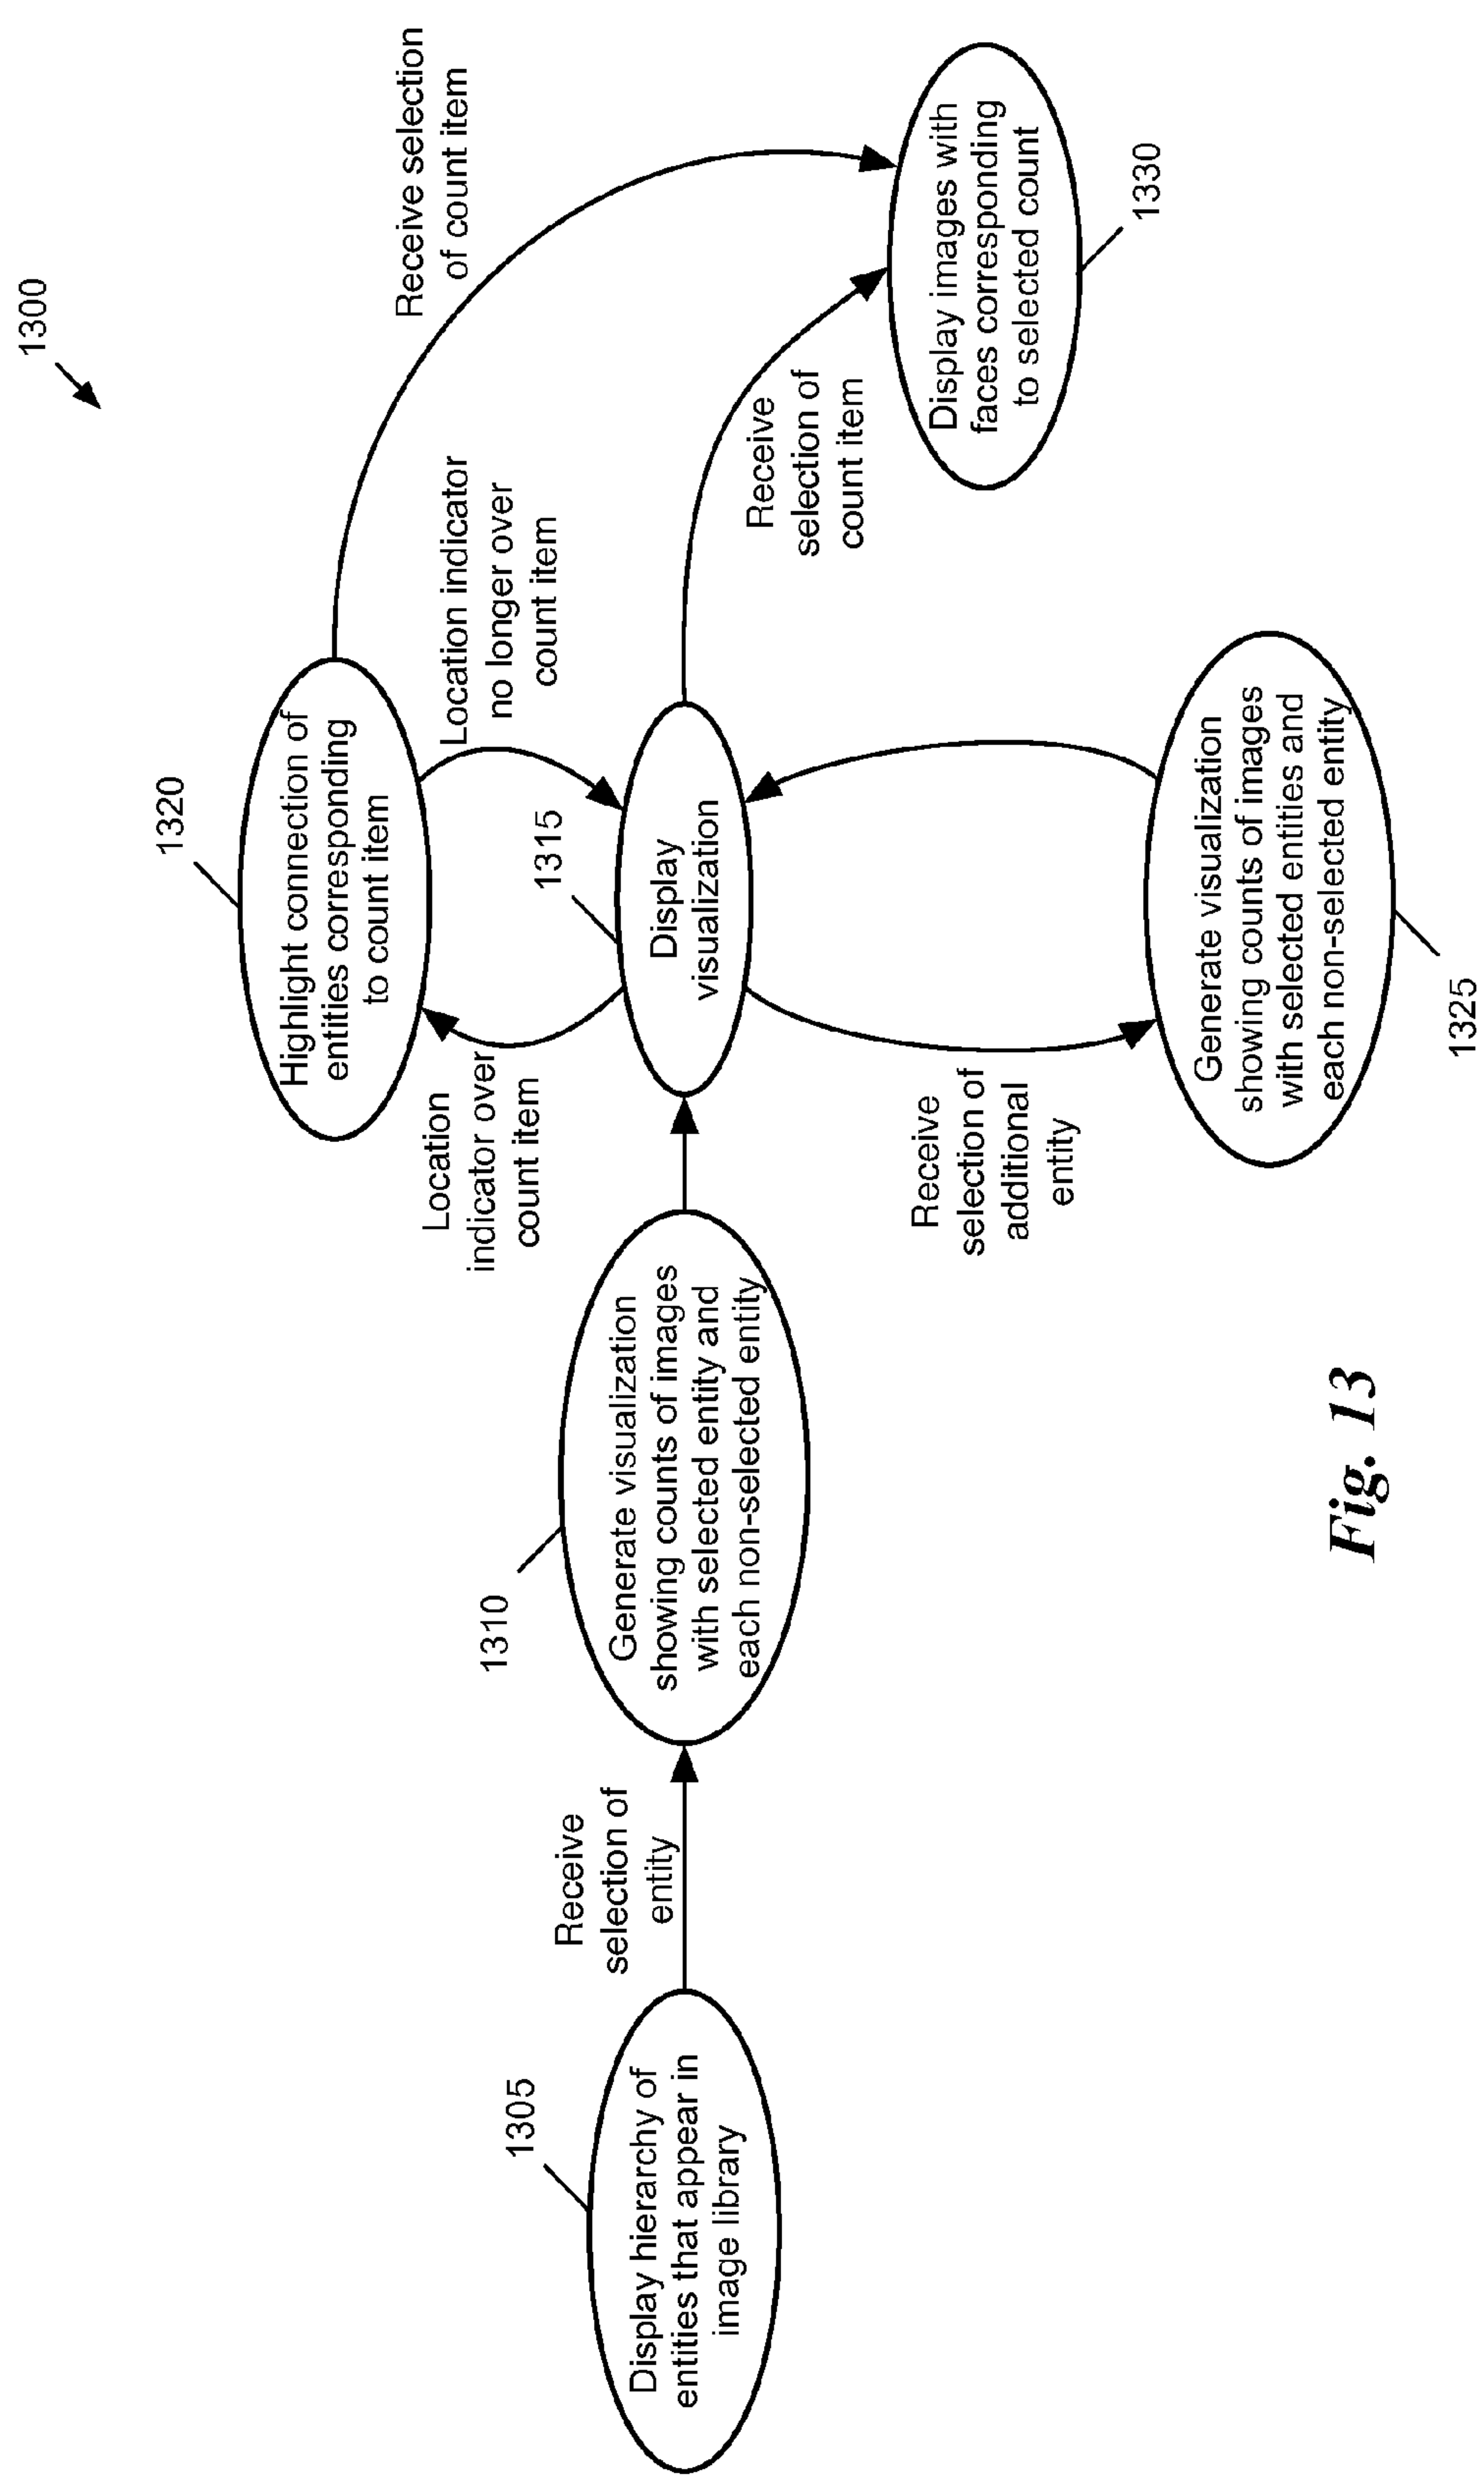 1300
1320
Highlight connection of
entities corresponding
to count item
Receive selection
of count item
Location
indicator over
count item
Location indicator
no longer over
count item
1305
Display hierarchy of
entities that appear in
image library
Receive
selection of
entity
1310
Generate visualization
showing counts of images
with selected entity and
each non-selected entity
1315
Display
visualization
Receive
selection of
count item
Display images with
faces corresponding
to selected count
1330
Receive
selection of
additional
entity
Generate visualization
showing counts of images
with selected entities and
each non-selected entity
1325
Fig. 13